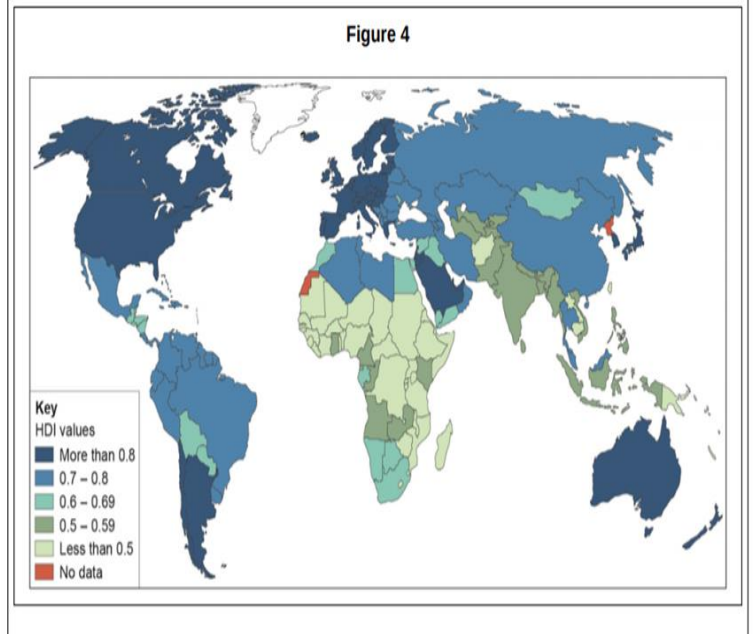 Figure 4
Key
HDI values
More than 0.8
0.7 – 0.8
0.6 – 0.69
0.5 – 0.59
Less than 0.5
No data